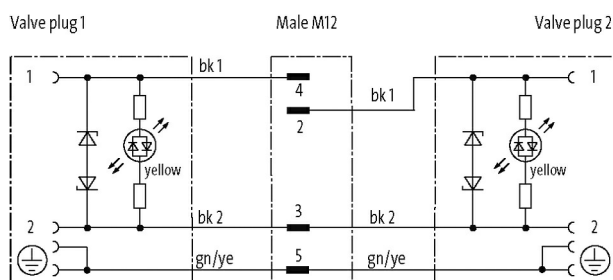 Valve plug 1
Male M12
Valve plug 2
1
bk 1
4
bk 1
1
2
yellow
yellow
2
bk 2
3
bk 2
2
gn/ye
5
gn/ye